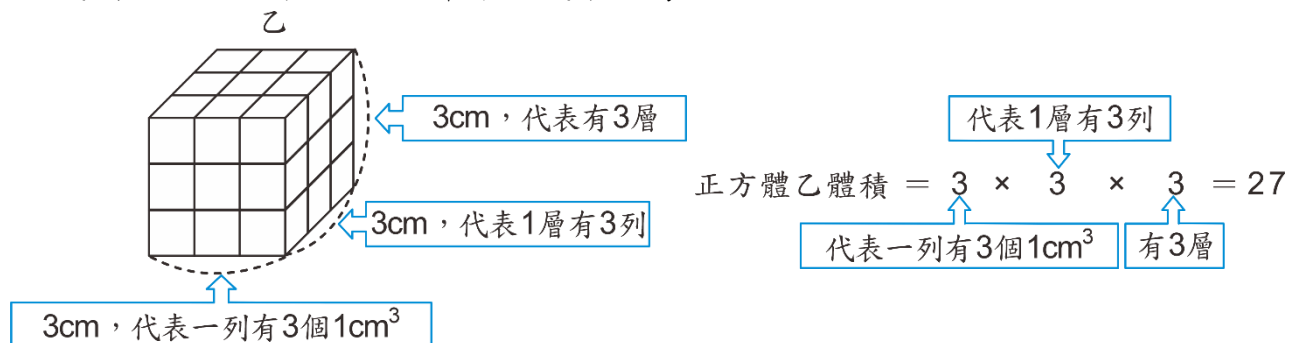 乙
3cm，代表有3層
3cm，代表1層有3列
3cm，代表一列有3個1cm³
代表1層有3列
正方體乙體積 = 3 × 3 × 3 = 27
代表一列有3個1cm³
有3層